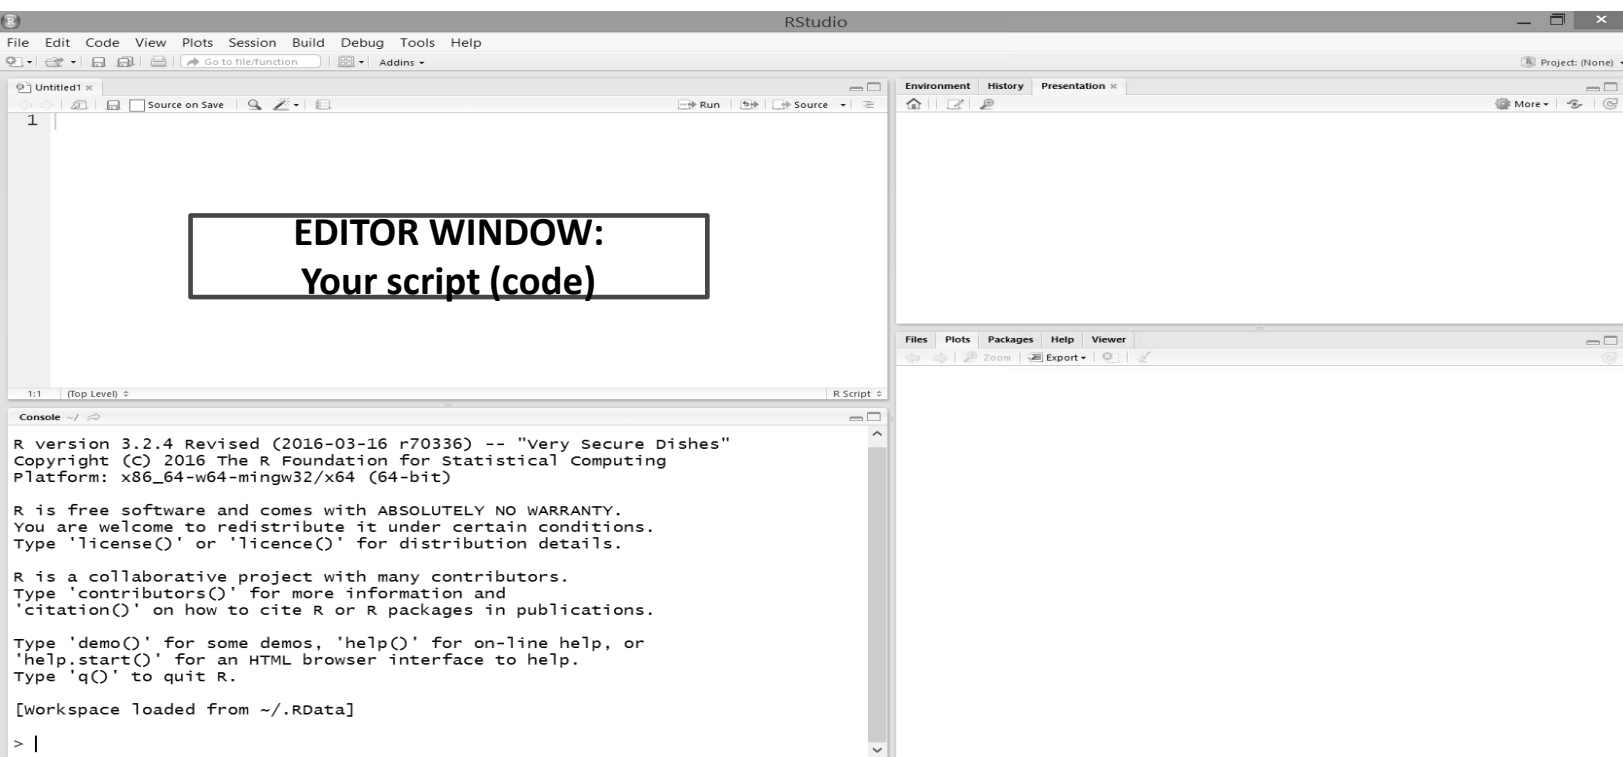 RStudio
File Edit Code View Plots Session Build Debug Tools Help
Go to file/function Addins Project: (None)
Untitled1
Source on Save Run Source
1
EDITOR WINDOW:
Your script (code)
1:1 (Top Level) R Script
Console ~/
R version 3.2.4 Revised (2016-03-16 r70336) -- "Very Secure Dishes"
Copyright (C) 2016 The R Foundation for Statistical Computing
Platform: x86_64-w64-mingw32/x64 (64-bit)
R is free software and comes with ABSOLUTELY NO WARRANTY.
You are welcome to redistribute it under certain conditions.
Type 'license()' or 'licence()' for distribution details.
R is a collaborative project with many contributors.
Type 'contributors()' for more information and
'citation()' on how to cite R or R packages in publications.
Type 'demo()' for some demos, 'help()' for on-line help, or
'help.start()' for an HTML browser interface to help.
Type 'q()' to quit R.
[Workspace loaded from ~/.RData]
>
Environment History Presentation
More
Files Plots Packages Help Viewer
Zoom Export